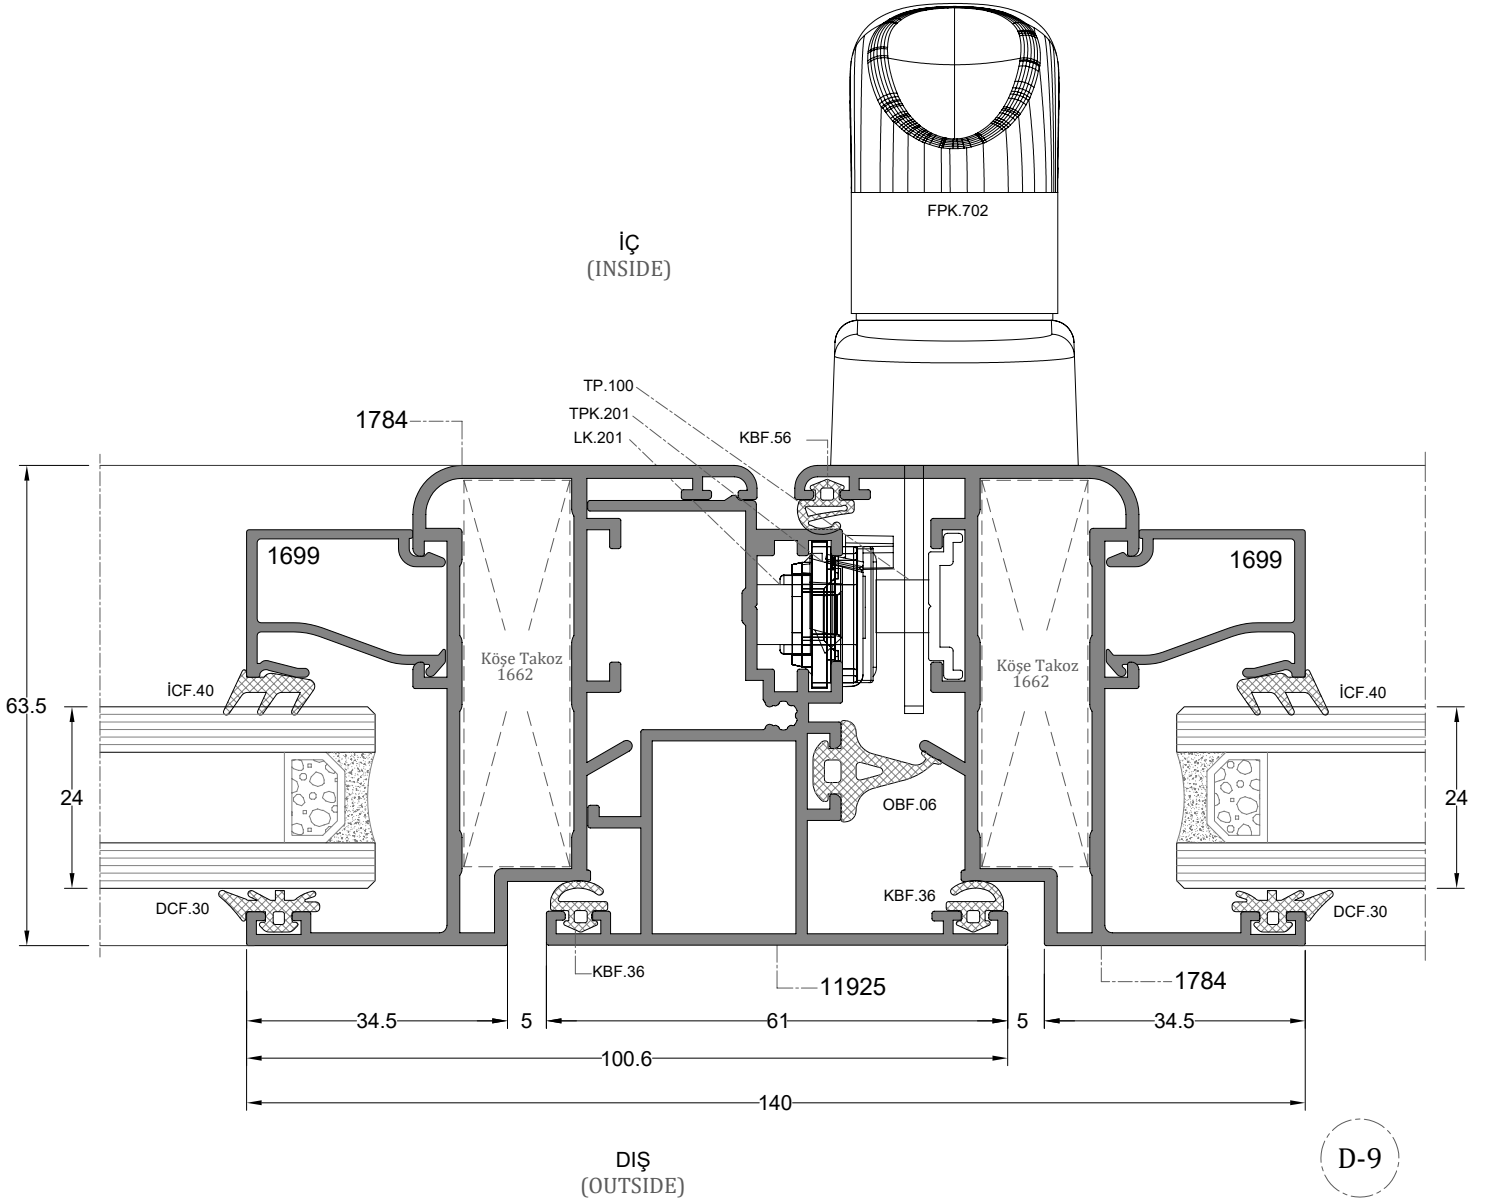 FPK.702
İÇ
(INSIDE)
TP.100
TPK.201
LK.201
KBF.56
1784
1699
1699
Köşe Takoz
1662
Köşe Takoz
1662
İCF.40
İCF.40
63.5
24
24
OBF.06
DCF.30
KBF.36
DCF.30
KBF.36
11925
1784
34.5
5
61
5
34.5
100.6
140
DIŞ
(OUTSIDE)
D-9